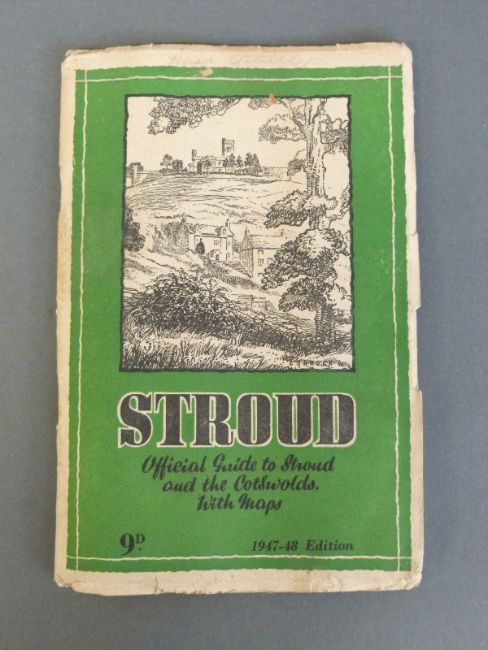 STROUD
Official Guide to Stroud
and the Cotswolds.
With Maps
9D.
1947-48 Edition